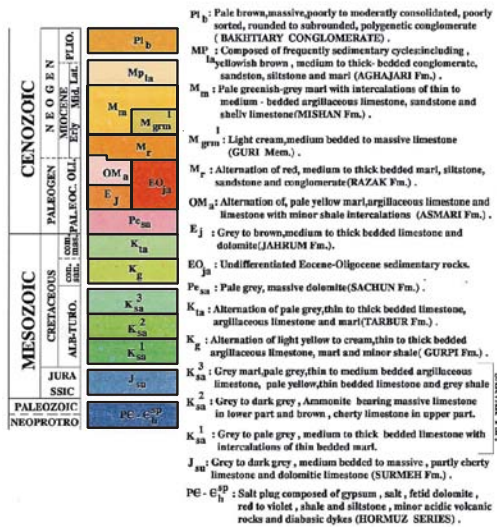 CENOZOIC
MESOZOIC
PALEOZOIC
NEOPROTRO
NEOGEN
PALEOGEN
CRETACEOUS
JURA
SSIC
PLIO.
MIOCENE
Lat.
Mid.
Erly
OLI.
PALEOC.
ALB-TURO.
Pl b
Mp la
M m
M grm 1
M r
OM a
E J
EO ja
Pe sa
K ta
K g
K sa 3
K sa 2
K sa 1
J su
P∈ - ∈ h sp
Pl b : Pale brown,massive,poorly to moderately consolidated, poorly
sorted, rounded to subrounded, polygenetic conglomerate
(BAKHTIARY CONGLOMERATE) .
MP la : Composed of frequently sedimentary cycles:including ,
yellowish brown , medium to thick- bedded conglomerate,
sandston, siltstone and marl (AGHAJARI Fm.) .
M m : Pale greenish-grey marl with intercalations of thin to
medium - bedded argillaceous limestone, sandstone and
shelly limestone(MISHAN Fm.) .
M grm 1 : Light cream,medium bedded to massive limestone
(GURI Mem.) .
M r : Alternation of red, medium to thick bedded marl, siltstone,
sandstone and conglomerate(RAZAK Fm.) .
OM a : Alternation of, pale yellow marl,argillaceous limestone and
limestone with minor shale intercalations (ASMARI Fm.) .
E j : Grey to brown,medium to thick bedded limestone and
dolomite(JAHRUM Fm.) .
EO ja : Undifferentiated Eocene-Oligocene sedimentary rocks.
Pe sa : Pale grey, massive dolomite(SACHUN Fm.) .
K ta : Alternation of pale grey,thin to thick bedded limestone,
argillaceous limestone and marl(TARBUR Fm.) .
K g : Alternation of light yellow to cream,thin to thick bedded
argillaceous limestone, marl and minor shale( GURPI Fm.) .
K sa 3 : Grey marl,pale grey,thin to medium bedded argillaceous
limestone, pale yellow,thin bedded limestone and grey shale
K sa 2 : Grey to dark grey , Ammonite bearing massive limestone
in lower part and brown , cherty limestone in upper part.
K sa 1 : Grey to pale grey , medium to thick bedded limestone with
intercalations of thin bedded marl.
J su : Grey to dark grey , medium bedded to massive , partly cherty
limestone and dolomitic limestone (SURMEH Fm.) .
P∈ - ∈ h sp : Salt plug composed of gypsum , salt , fetid dolomite ,
red to violet , shale and siltstone , minor acidic volcanic
rocks and diabasic dykes (HORMUZ SERIES) .